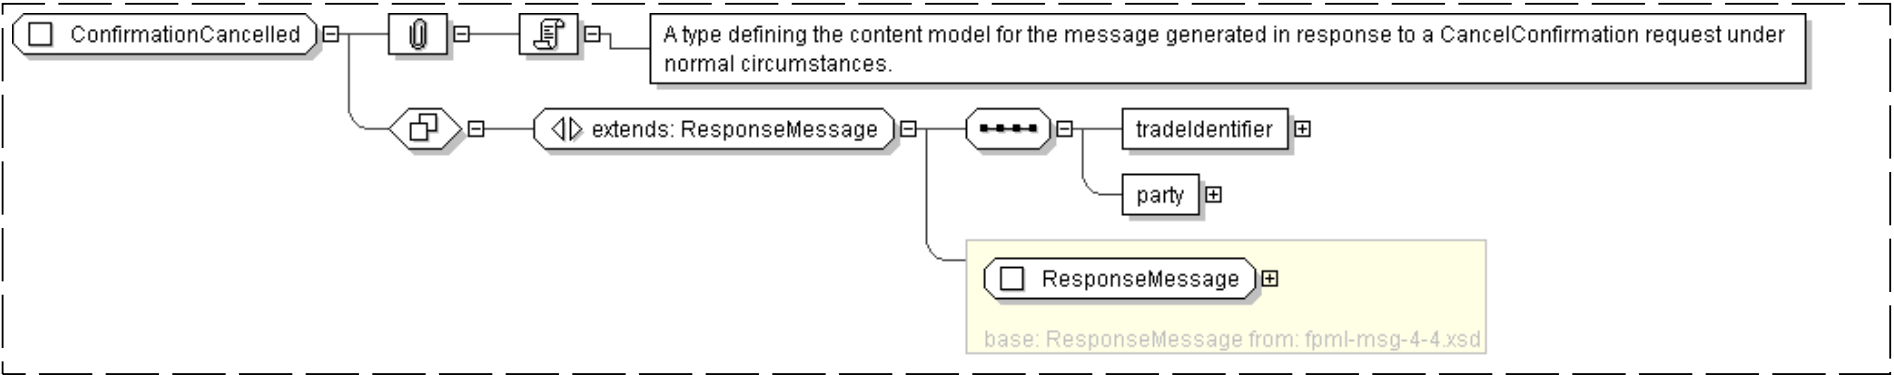 ConfirmationCancelled
A type defining the content model for the message generated in response to a CancelConfirmation request under
normal circumstances.
extends: ResponseMessage
tradeIdentifier
party
ResponseMessage
base: ResponseMessage from: fpml-msg-4-4.xsd